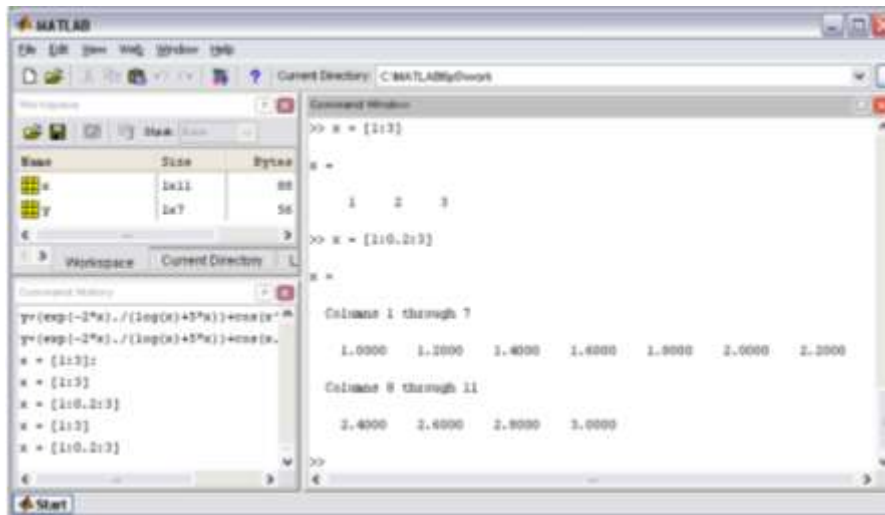 MATLAB
File Edit View Web Window Help
Current Directory: C:\MATLAB6p5\work
Workspace
Stack: Base
Name Size Bytes
x 1x11 88
y 1x7 56
Workspace Current Directory
Command History
y=(exp(-2*x)./(log(x)+5*x))+cos(x^
y=(exp(-2*x)./(log(x)+5*x))+cos(x.
x = [1:3];
x = [1:3]
x = [1:0.2:3]
x = [1:3]
x = [1:0.2:3]
Command Window
>> x = [1:3]
x =
1 2 3
>> x = [1:0.2:3]
x =
Columns 1 through 7
1.0000 1.2000 1.4000 1.6000 1.8000 2.0000 2.2000
Columns 8 through 11
2.4000 2.6000 2.8000 3.0000
>>
Start